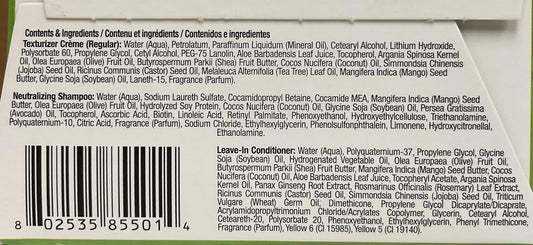 Contents & Ingredients / Contenu et ingrédients / Contenidos e ingredientes
Texturizer Crème (Regular): Water (Aqua), Petrolatum, Paraffinum Liquidum (Mineral Oil), Cetearyl Alcohol, Lithium Hydroxide,
Polysorbate 60, Propylene Glycol, Cetyl Alcohol, PEG-75 Lanolin, Aloe Barbadensis Leaf Juice, Tocopherol, Argania Spinosa Kernel
Oil, Olea Europaea (Olive) Fruit Oil, Butyrospermum Parkii (Shea) Fruit Butter, Cocos Nucifera (Coconut) Oil, Simmondsia Chinensis
(Jojoba) Seed Oil, Ricinus Communis (Castor) Seed Oil, Melaleuca Alternifolia (Tea Tree) Leaf Oil, Mangifera Indica (Mango) Seed
Butter, Glycine Soja (Soybean) Oil, Laneth-15, Fragrance (Parfum).
Neutralizing Shampoo: Water (Aqua), Sodium Laureth Sulfate, Cocamidopropyl Betaine, Cocamide MEA, Mangifera Indica (Mango) Seed
Butter, Olea Europaea (Olive) Fruit Oil, Hydrolyzed Soy Protein, Cocos Nucifera (Coconut) Oil, Glycine Soja (Soybean) Oil, Persea Gratissima
(Avocado) Oil, Tocopherol, Ascorbic Acid, Biotin, Linoleic Acid, Retinyl Palmitate, Phenoxyethanol, Hydroxyethylcellulose, Triethanolamine,
Polyquaternium-10, Citric Acid, Fragrance (Parfum), Sodium Chloride, Ethylhexylglycerin, Phenolsulfonphthalein, Limonene, Hydroxycitronellal,
Ethanolamine.
Leave-In Conditioner: Water (Aqua), Polyquaternium-37, Propylene Glycol, Glycine
Soja (Soybean) Oil, Hydrogenated Vegetable Oil, Olea Europaea (Olive) Fruit Oil,
Butyrospermum Parkii (Shea) Fruit Butter, Mangifera Indica (Mango) Seed Butter, Cocos
Nucifera (Coconut) Oil, Aloe Barbadensis Leaf Juice, Tocopheryl Acetate, Argania Spinosa
Kernel Oil, Panax Ginseng Root Extract, Rosmarinus Officinalis (Rosemary) Leaf Extract,
Ricinus Communis (Castor) Seed Oil, Simmondsia Chinensis (Jojoba) Seed Oil, Triticum
Vulgare (Wheat) Germ Oil, Dimethicone, Propylene Glycol Dicaprylate/Dicaprate,
Acrylamidopropyltrimonium Chloride/Acrylates Copolymer, Glycerin, Cetearyl Alcohol,
Ceteareth-20, Polysorbate 20, Phenoxyethanol, Ethylhexylglycerin, Phenyl Trimethicone,
Fragrance (Parfum), Yellow 6 (CI 15985), Yellow 5 (CI 19140).
8 02535 85501 4